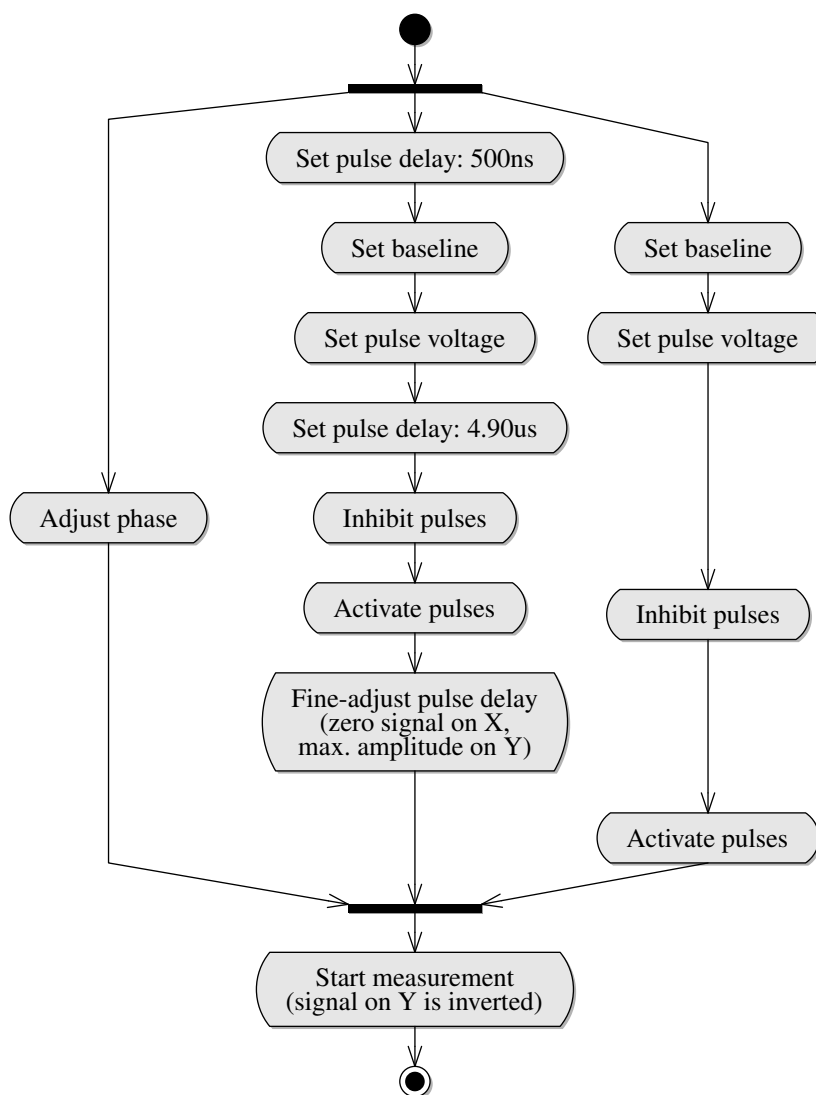 Set pulse delay: 500ns
Set baseline
Set baseline
Set pulse voltage
Set pulse voltage
Set pulse delay: 4.90us
Adjust phase
Inhibit pulses
Activate pulses
Inhibit pulses
Fine-adjust pulse delay
(zero signal on X,
max. amplitude on Y)
Activate pulses
Start measurement
(signal on Y is inverted)